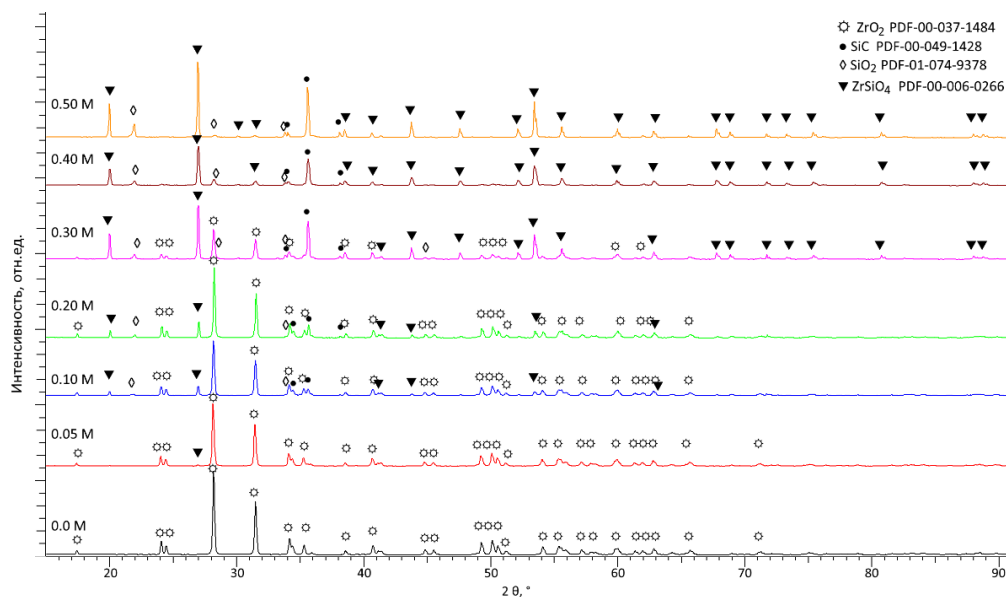 ZrO₂ PDF-00-037-1484
SiC PDF-00-049-1428
SiO₂ PDF-01-074-9378
ZrSiO₄ PDF-00-006-0266
0.50 M
0.40 M
0.30 M
0.20 M
0.10 M
0.05 M
0.0 M
Интенсивность, отн.ед.
20 30 40 50 60 70 80 90
2 θ, °